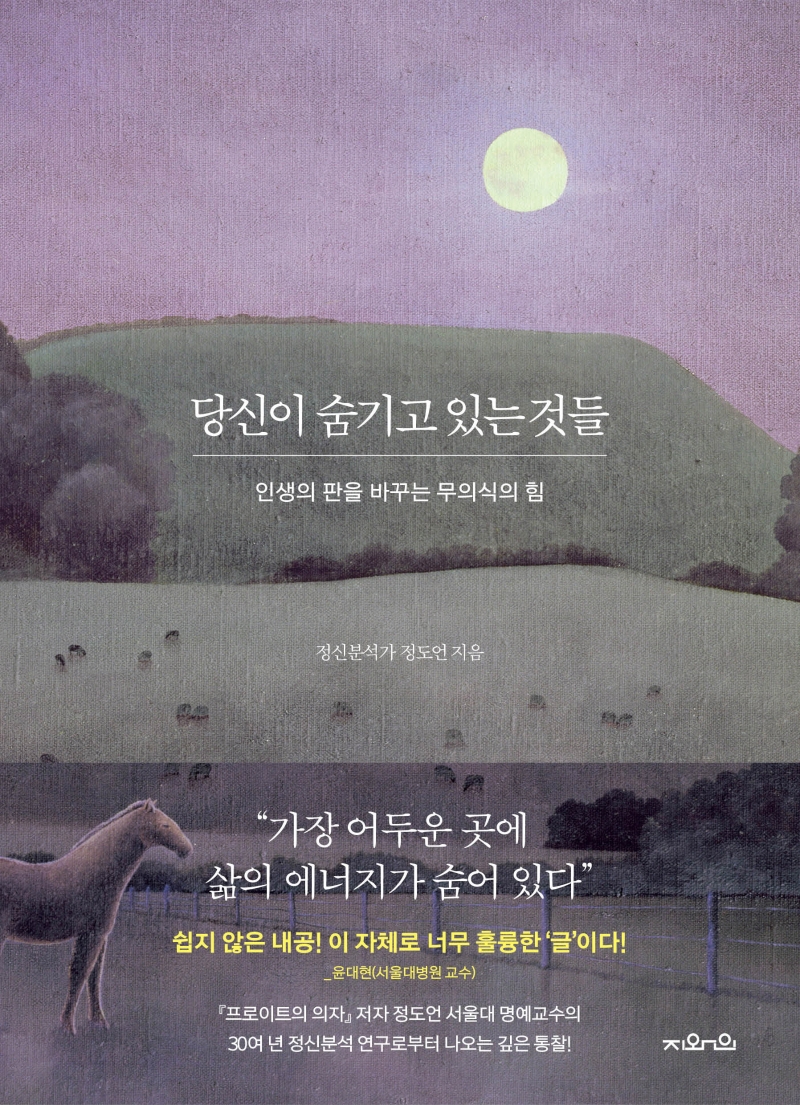 당신이 숨기고 있는 것들
인생의 판을 바꾸는 무의식의 힘
정신분석가 정도언 지음
“가장 어두운 곳에
삶의 에너지가 숨어 있다”
쉽지 않은 내공! 이 자체로 너무 훌륭한 ‘글’이다!
_윤대현(서울대병원 교수)
『프로이트의 의자』 저자 정도언 서울대 명예교수의
30여 년 정신분석 연구로부터 나오는 깊은 통찰!
지와인